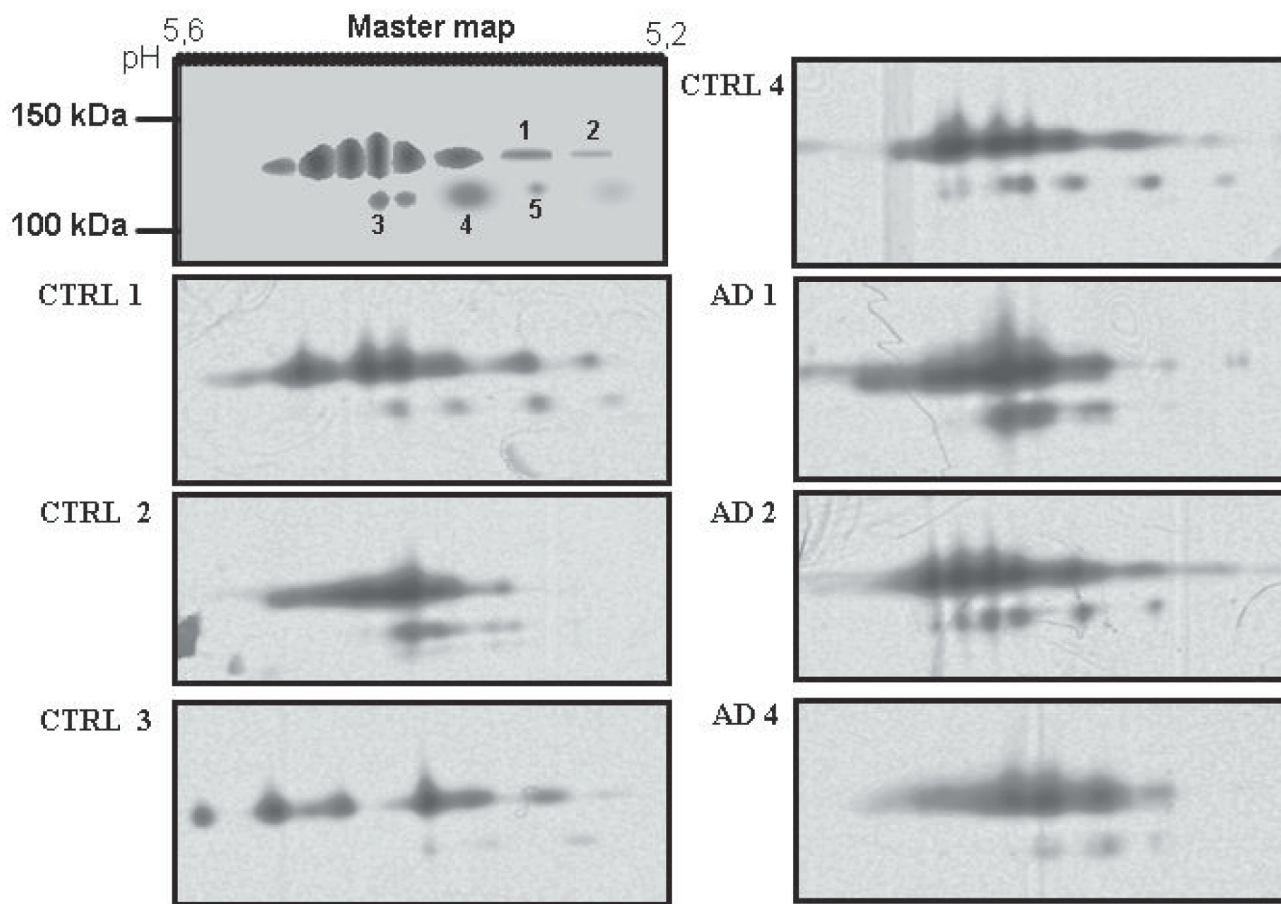 5,6 Master map 5,2
pH
150 kDa
100 kDa
1 2
3 4 5
CTRL 1
CTRL 2
CTRL 3
CTRL 4
AD 1
AD 2
AD 4